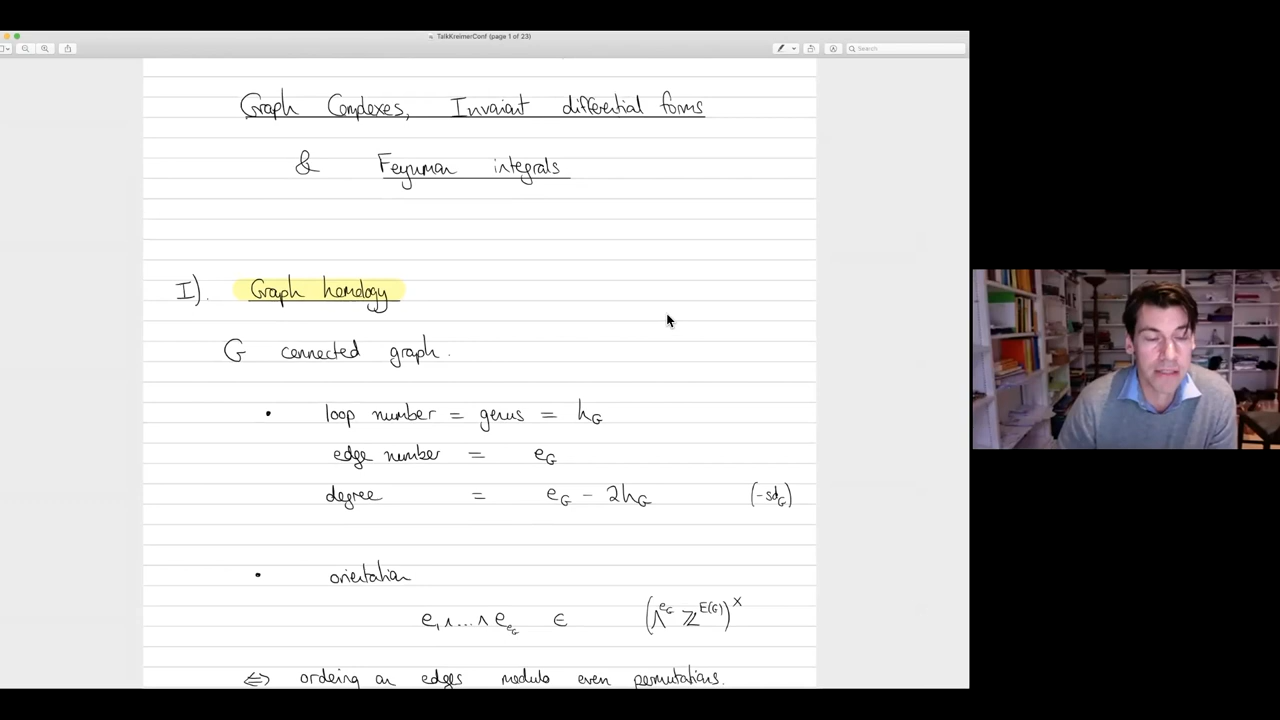 TalkKreimerConf (page 1 of 23)
Search
Graph Complexes, Invariant differential forms
& Feynman integrals
I). Graph homology
G connected graph.
• loop number = genus = h_G
edge number = e_G
degree = e_G - 2h_G (-sd_G)
• orientation
e_1 ∧ ... ∧ e_{e_G} ∈ (⋀^{e_G} ℤ^{E(G)})^×
⇔ ordering on edges modulo even permutations.